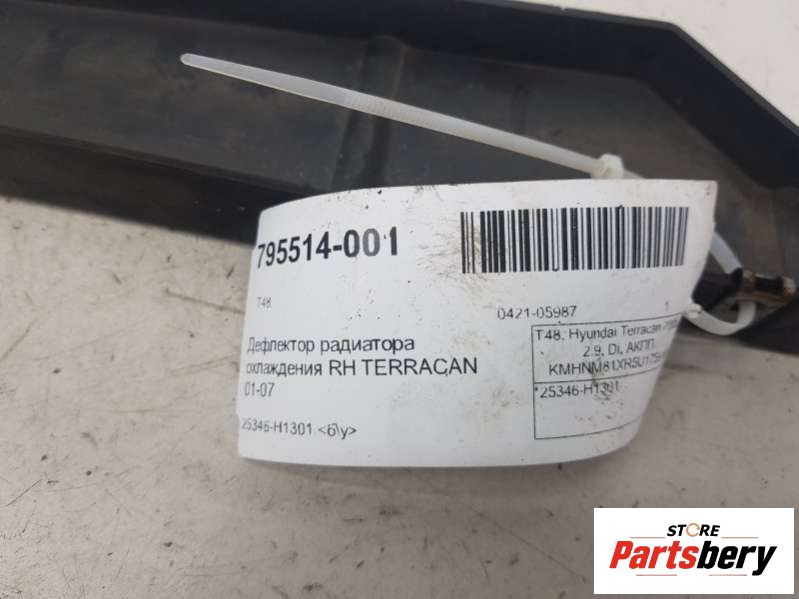 795514-001
T48
Дефлектор радиатора
охлаждения RH TERRACAN
01-07
25346-H1301 <б\у>
0421-05987 1
T48, Hyundai Terracan
2.9, Di, АКПП
*25346-H1301
STORE
Partsbery